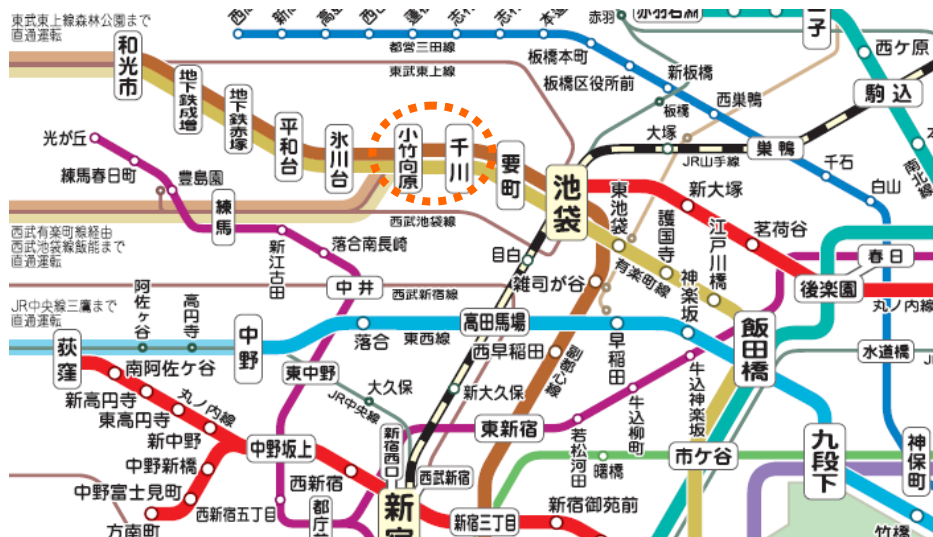 東武東上線森林公園まで
直通運転
和光市
地下鉄成増
地下鉄赤塚
平和台
氷川台
小竹向原
千川
要町
池袋
都営三田線
東武東上線
板橋本町
板橋区役所前
新板橋
板橋
西巣鴨
大塚
JR山手線
巣鴨
駒込
西ケ原
赤羽
赤羽岩淵
千石
白山
南北線
光が丘
練馬春日町
豊島園
練馬
西武池袋線
新江古田
落合南長崎
中井
西武有楽町線経由
西武池袋線飯能まで
直通運転
目白
雑司が谷
東池袋
護国寺
有楽町線
江戸川橋
神楽坂
新大塚
茗荷谷
後楽園
春日
丸ノ内線
西武新宿線
JR中央線三鷹まで
直通運転
阿佐ヶ谷
高円寺
中野
荻窪
南阿佐ケ谷
新高円寺
東高円寺
丸ノ内線
新中野
中野新橋
中野富士見町
方南町
落合
東西線
高田馬場
西早稲田
副都心線
早稲田
飯田橋
水道橋
東中野
大久保
JR中央線
新大久保
中野坂上
西新宿
西新宿五丁目
新宿西口
西武新宿
東新宿
若松河田
牛込柳町
牛込神楽坂
曙橋
市ケ谷
九段下
神保町
竹橋
新宿三丁目
新宿御苑前